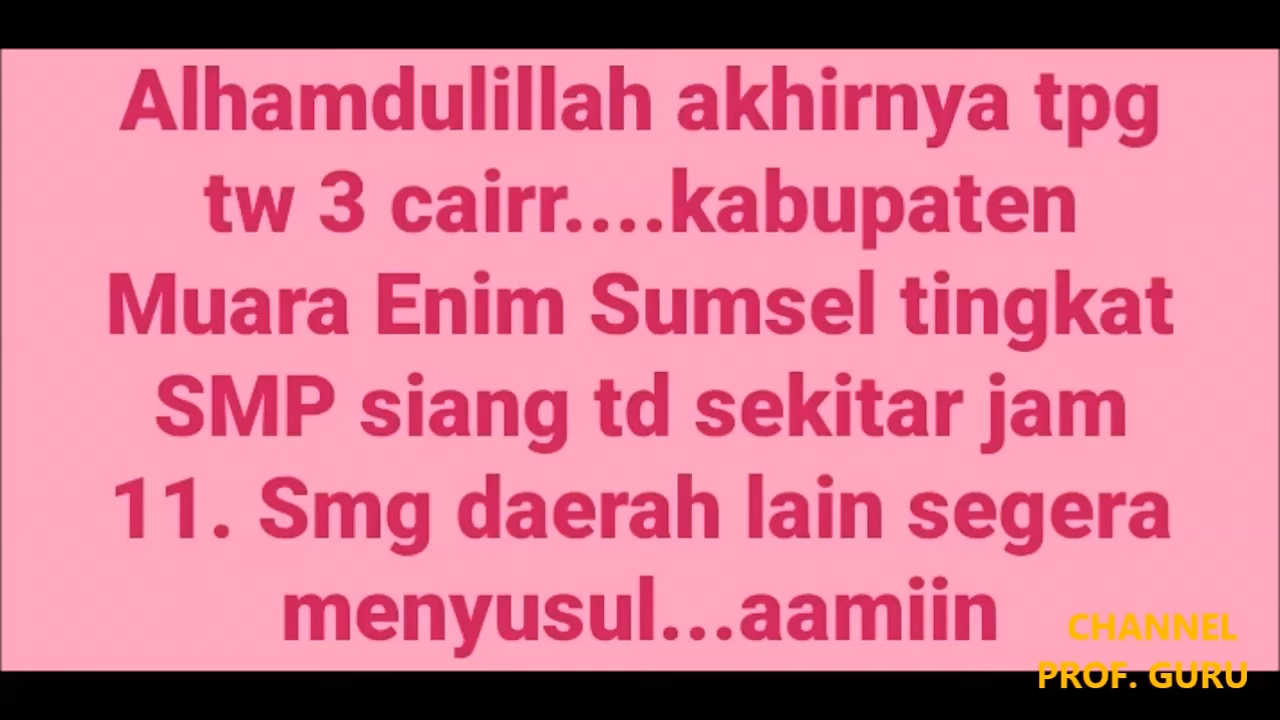 Alhamdulillah akhirnya tpg
tw 3 cairr....kabupaten
Muara Enim Sumsel tingkat
SMP siang td sekitar jam
11. Smg daerah lain segera
menyusul...aamiin
CHANNEL
PROF. GURU